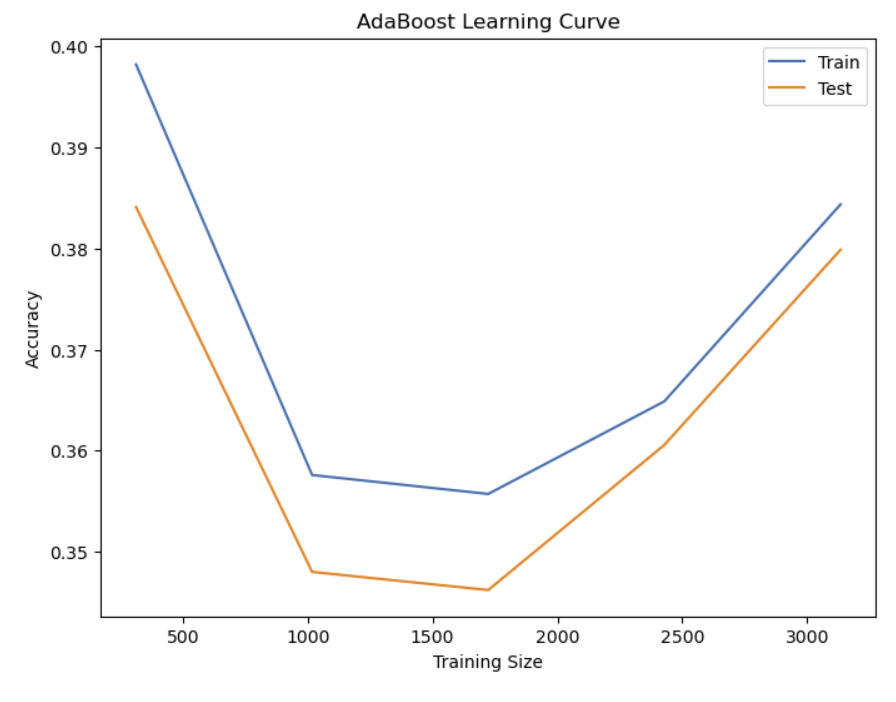 AdaBoost Learning Curve
Train
Test
0.40
0.39
0.38
0.37
0.36
0.35
Accuracy
500 1000 1500 2000 2500 3000
Training Size